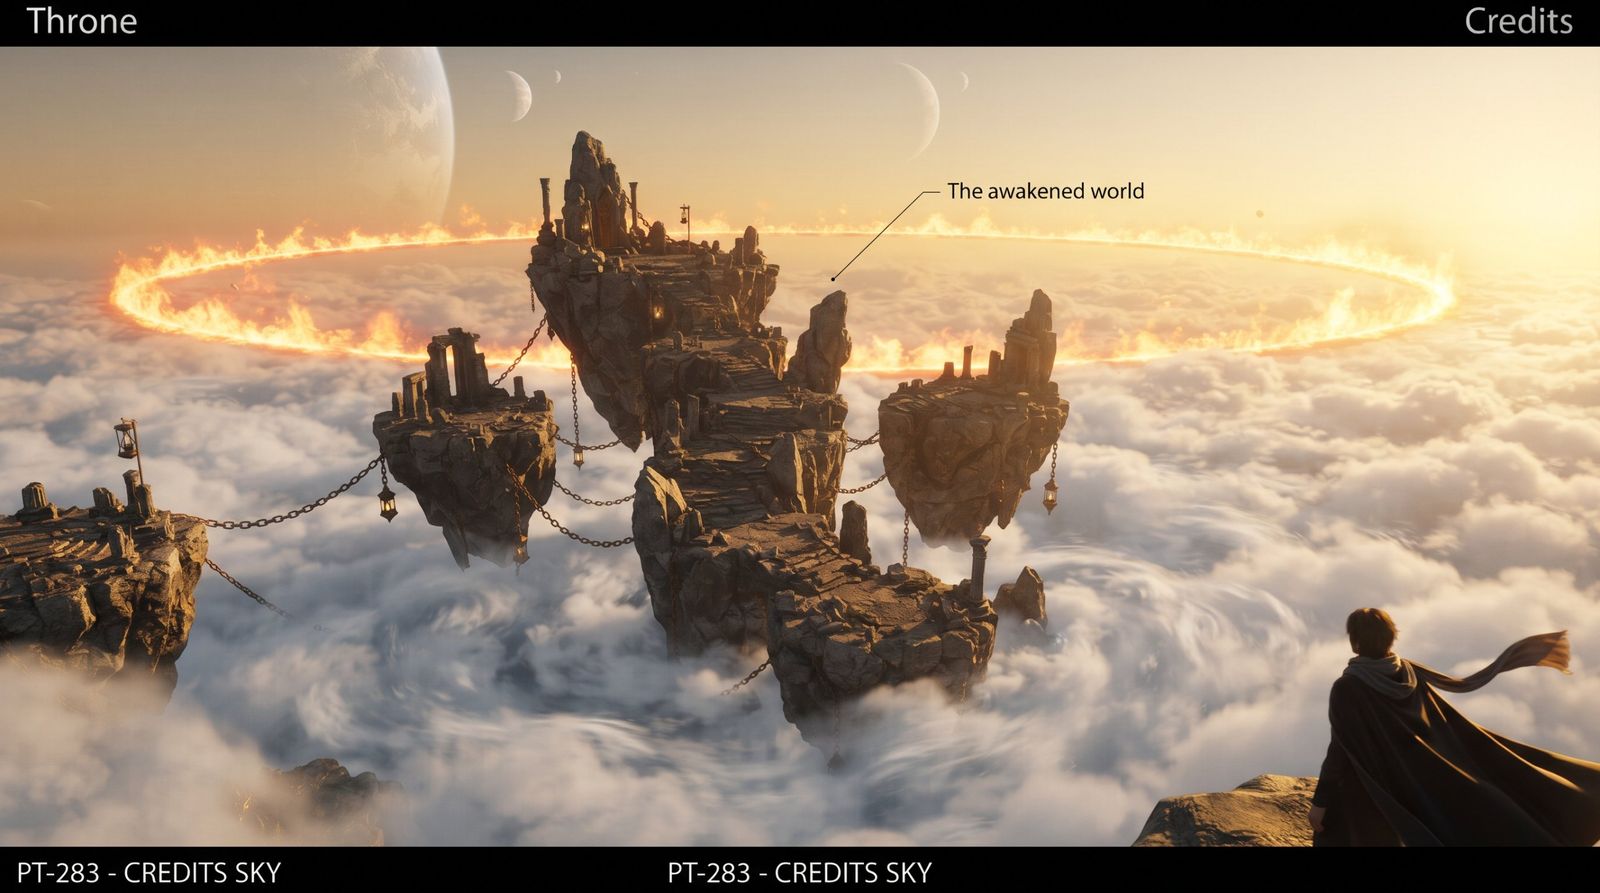 Throne
Credits
The awakened world
PT-283 - CREDITS SKY
PT-283 - CREDITS SKY